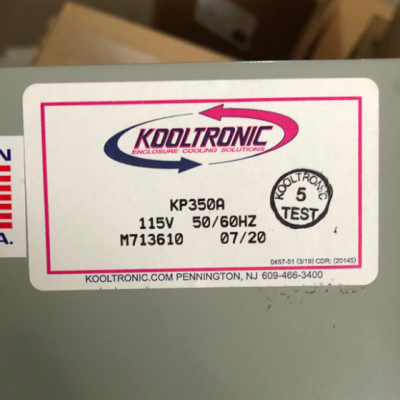 KOOLTRONIC
ENCLOSURE COOLING SOLUTIONS
KOOLTRONIC
5
TEST
KP350A
115V 50/60HZ
M713610 07/20
0457-51 (3/19) CDR: (20145)
KOOLTRONIC.COM PENNINGTON, NJ 609-466-3400
2
A.